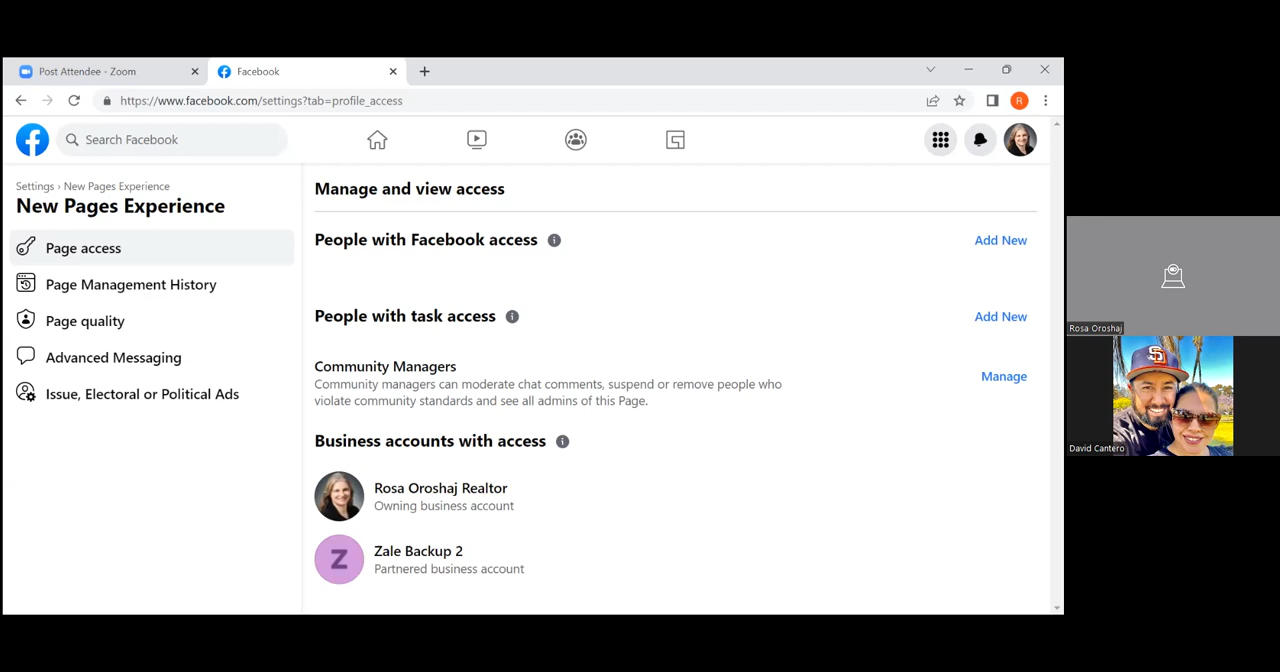 Post Attendee - Zoom
Facebook
https://www.facebook.com/settings?tab=profile_access
R
Search Facebook
Settings › New Pages Experience
New Pages Experience
Page access
Page Management History
Page quality
Advanced Messaging
Issue, Electoral or Political Ads
Manage and view access
People with Facebook access
Add New
People with task access
Add New
Community Managers
Community managers can moderate chat comments, suspend or remove people who
violate community standards and see all admins of this Page.
Manage
Business accounts with access
Rosa Oroshaj Realtor
Owning business account
Z
Zale Backup 2
Partnered business account
Rosa Oroshaj
David Cantero